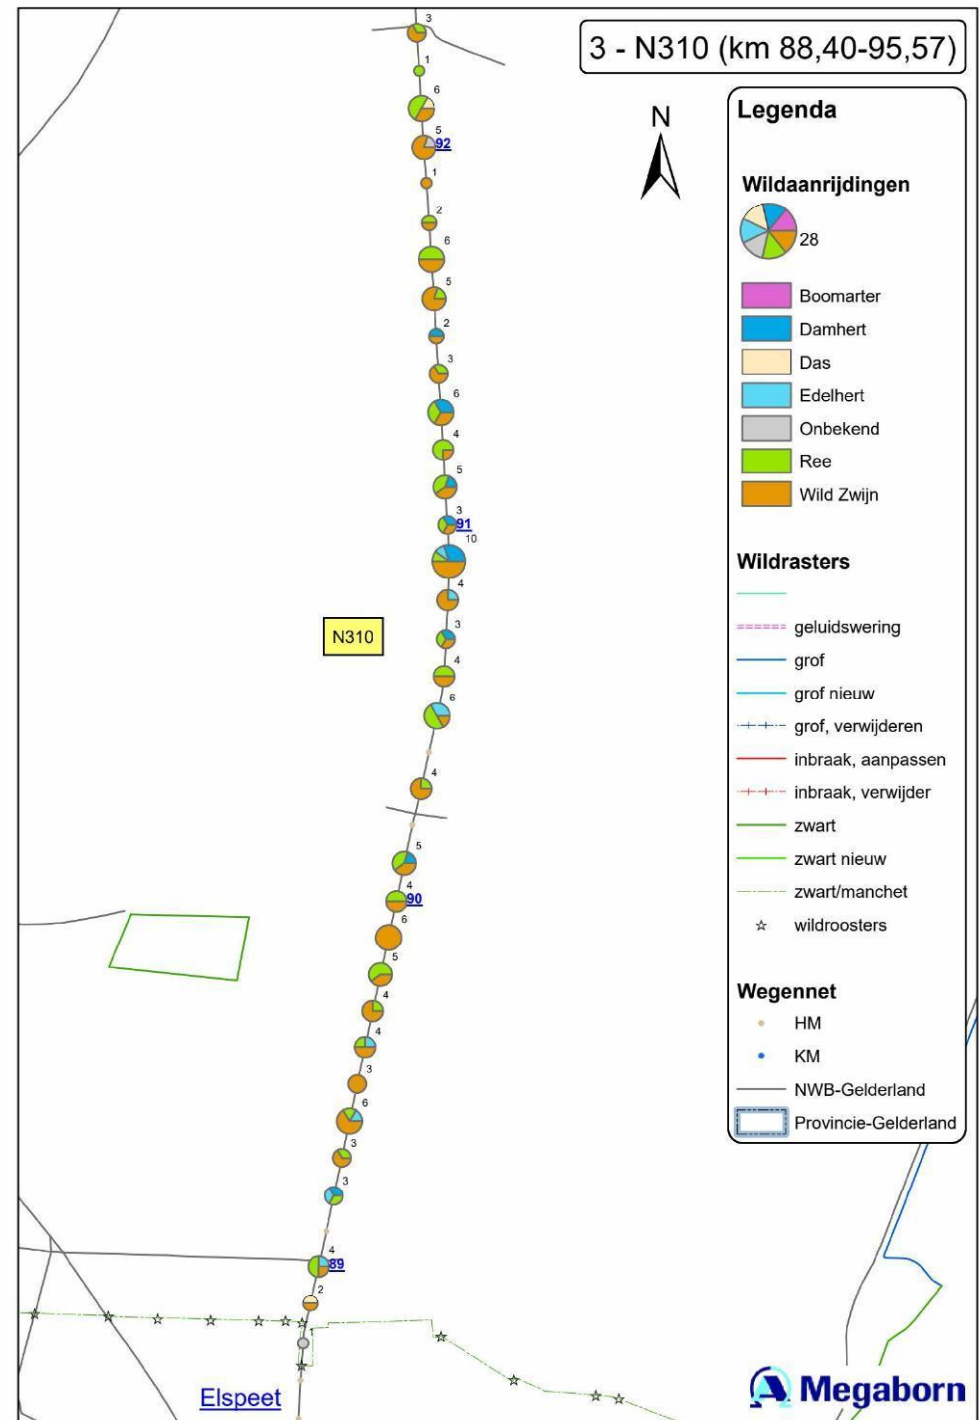 3 - N310 (km 88,40-95,57)
3
1
6
5
92
1
2
6
5
2
3
6
4
5
3
91
10
4
3
4
6
4
5
4
90
6
5
4
4
3
6
3
3
4
89
2
1
N310
Elspeet
N
Legenda
Wildaanrijdingen
28
Boomarter
Damhert
Das
Edelhert
Onbekend
Ree
Wild Zwijn
Wildrasters
geluidswering
grof
grof nieuw
grof, verwijderen
inbraak, aanpassen
inbraak, verwijder
zwart
zwart nieuw
zwart/manchet
wildroosters
Wegennet
HM
KM
NWB-Gelderland
Provincie-Gelderland
Megaborn